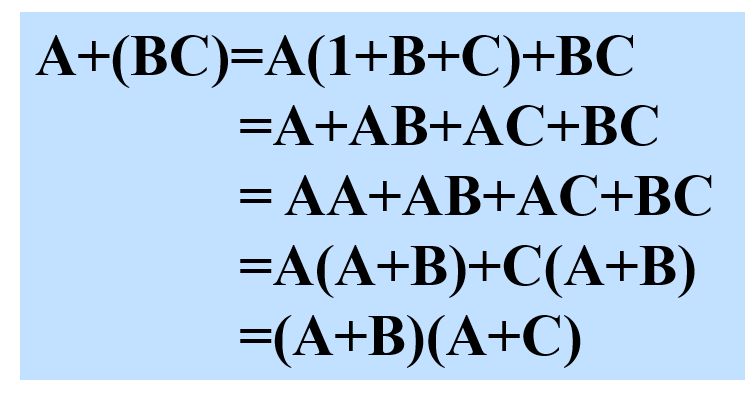 A+(BC)=A(1+B+C)+BC
=A+AB+AC+BC
= AA+AB+AC+BC
=A(A+B)+C(A+B)
=(A+B)(A+C)